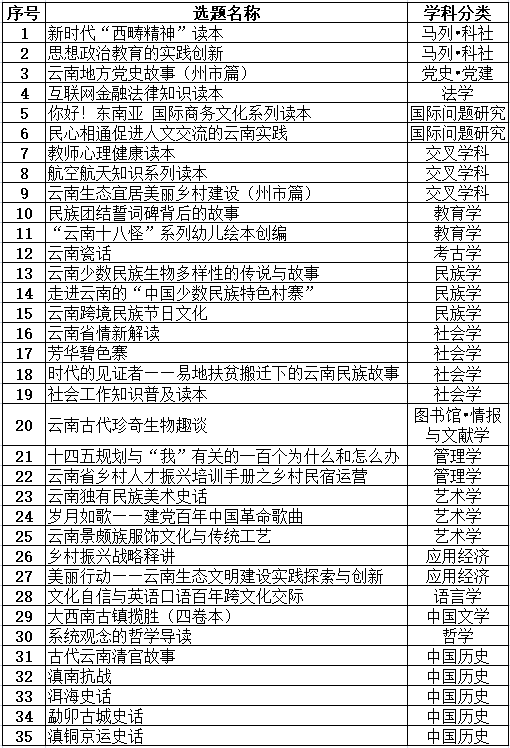 序号 选题名称 学科分类
1 新时代“西畴精神”读本 马列•科社
2 思想政治教育的实践创新 马列•科社
3 云南地方党史故事（州市篇） 党史•党建
4 互联网金融法律知识读本 法学
5 你好！东南亚 国际商务文化系列读本 国际问题研究
6 民心相通促进人文交流的云南实践 国际问题研究
7 教师心理健康读本 交叉学科
8 航空航天知识系列读本 交叉学科
9 云南生态宜居美丽乡村建设（州市篇） 交叉学科
10 民族团结誓词碑背后的故事 教育学
11 “云南十八怪”系列幼儿绘本创编 教育学
12 云南瓷话 考古学
13 云南少数民族生物多样性的传说与故事 民族学
14 走进云南的“中国少数民族特色村寨” 民族学
15 云南跨境民族节日文化 民族学
16 云南省情新解读 社会学
17 芳华碧色寨 社会学
18 时代的见证者——易地扶贫搬迁下的云南民族故事 社会学
19 社会工作知识普及读本 社会学
20 云南古代珍奇生物趣谈 图书馆•情报
与文献学
21 十四五规划与“我”有关的一百个为什么和怎么办 管理学
22 云南省乡村人才振兴培训手册之乡村民宿运营 管理学
23 云南独有民族美术史话 艺术学
24 岁月如歌——建党百年中国革命歌曲 艺术学
25 云南景颇族服饰文化与传统工艺 艺术学
26 乡村振兴战略释讲 应用经济
27 美丽行动——云南生态文明建设实践探索与创新 应用经济
28 文化自信与英语口语百年跨文化交际 语言学
29 大西南古镇揽胜（四卷本） 中国文学
30 系统观念的哲学导读 哲学
31 古代云南清官故事 中国历史
32 滇南抗战 中国历史
33 洱海史话 中国历史
34 勐卯古城史话 中国历史
35 滇铜京运史话 中国历史